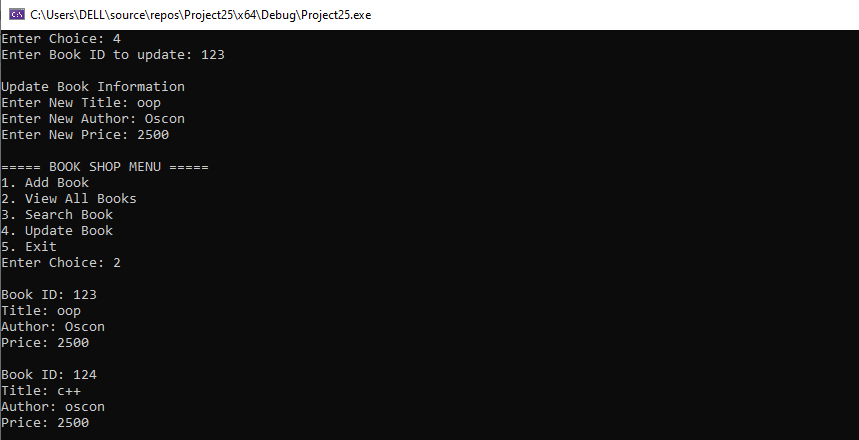 C:\Users\DELL\source\repos\Project25\x64\Debug\Project25.exe
Enter Choice: 4
Enter Book ID to update: 123
Update Book Information
Enter New Title: oop
Enter New Author: Oscon
Enter New Price: 2500
===== BOOK SHOP MENU =====
1. Add Book
2. View All Books
3. Search Book
4. Update Book
5. Exit
Enter Choice: 2
Book ID: 123
Title: oop
Author: Oscon
Price: 2500
Book ID: 124
Title: c++
Author: oscon
Price: 2500